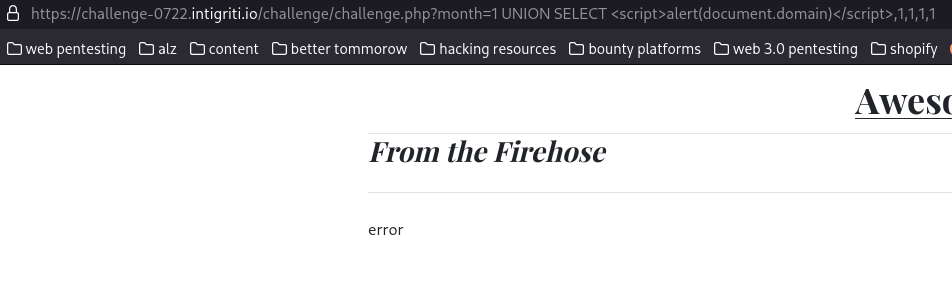 https://challenge-0722.intigriti.io/challenge/challenge.php?month=1 UNION SELECT <script>alert(document.domain)</script>,1,1,1,1
web pentesting alz content better tommorow hacking resources bounty platforms web 3.0 pentesting shopify
Aweso
From the Firehose
error